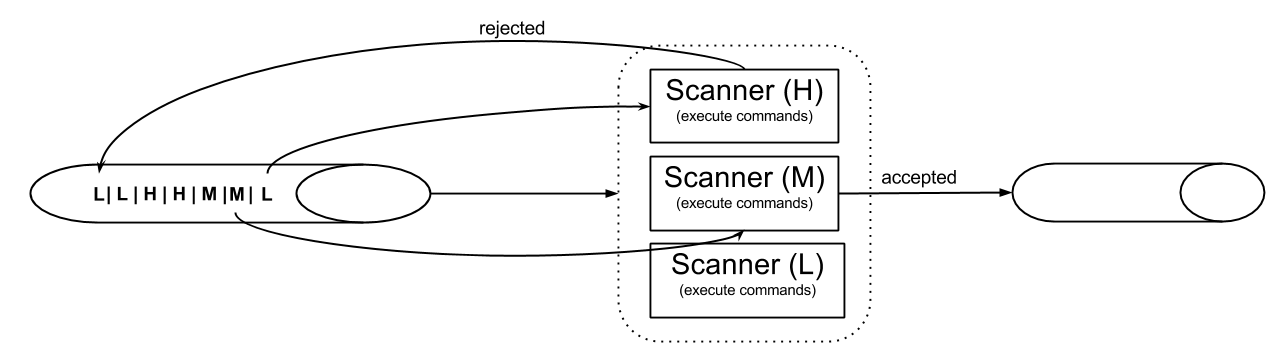 rejected
Scanner (H)
(execute commands)
L| L | H | H | M | M | L
Scanner (M)
(execute commands)
accepted
Scanner (L)
(execute commands)